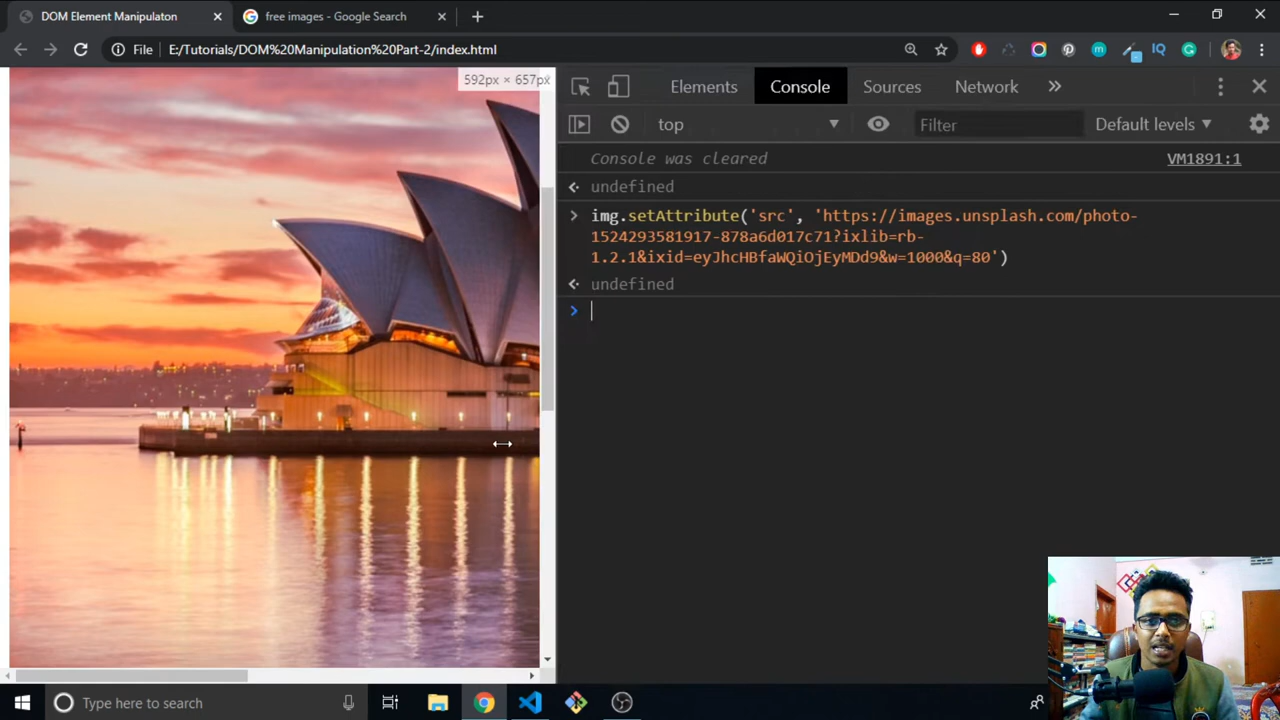 DOM Element Manipulaton
free images - Google Search
File
E:/Tutorials/DOM%20Manipulation%20Part-2/index.html
592px × 657px
Elements
Console
Sources
Network
top
Filter
Default levels
Console was cleared
VM1891:1
undefined
img.setAttribute('src', 'https://images.unsplash.com/photo-
1524293581917-878a6d017c71?ixlib=rb-
1.2.1&ixid=eyJhcHBfaWQiOjEyMDd9&w=1000&q=80')
undefined
Type here to search